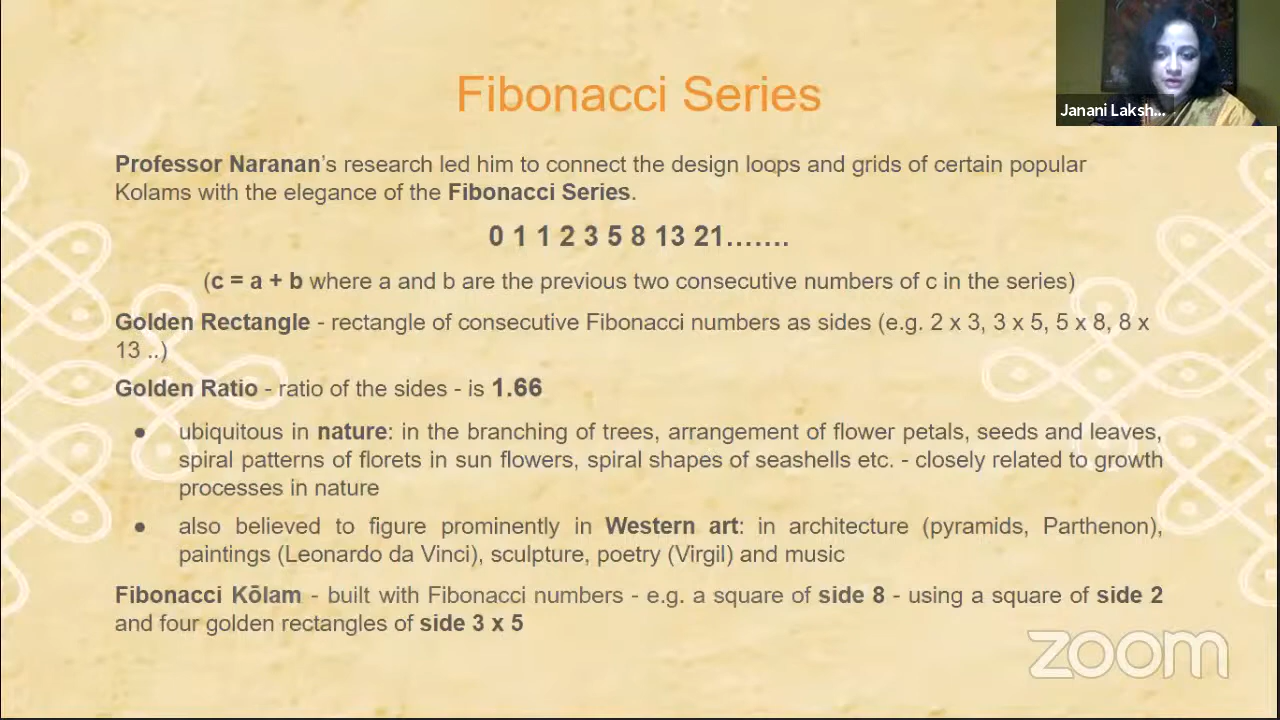 Fibonacci Series
Janani Laksh...
Professor Naranan's research led him to connect the design loops and grids of certain popular
Kolams with the elegance of the Fibonacci Series.
0 1 1 2 3 5 8 13 21.......
(c = a + b where a and b are the previous two consecutive numbers of c in the series)
Golden Rectangle - rectangle of consecutive Fibonacci numbers as sides (e.g. 2 x 3, 3 x 5, 5 x 8, 8 x
13 ..)
Golden Ratio - ratio of the sides - is 1.66
● ubiquitous in nature: in the branching of trees, arrangement of flower petals, seeds and leaves,
spiral patterns of florets in sun flowers, spiral shapes of seashells etc. - closely related to growth
processes in nature
● also believed to figure prominently in Western art: in architecture (pyramids, Parthenon),
paintings (Leonardo da Vinci), sculpture, poetry (Virgil) and music
Fibonacci Kōlam - built with Fibonacci numbers - e.g. a square of side 8 - using a square of side 2
and four golden rectangles of side 3 x 5
zoom